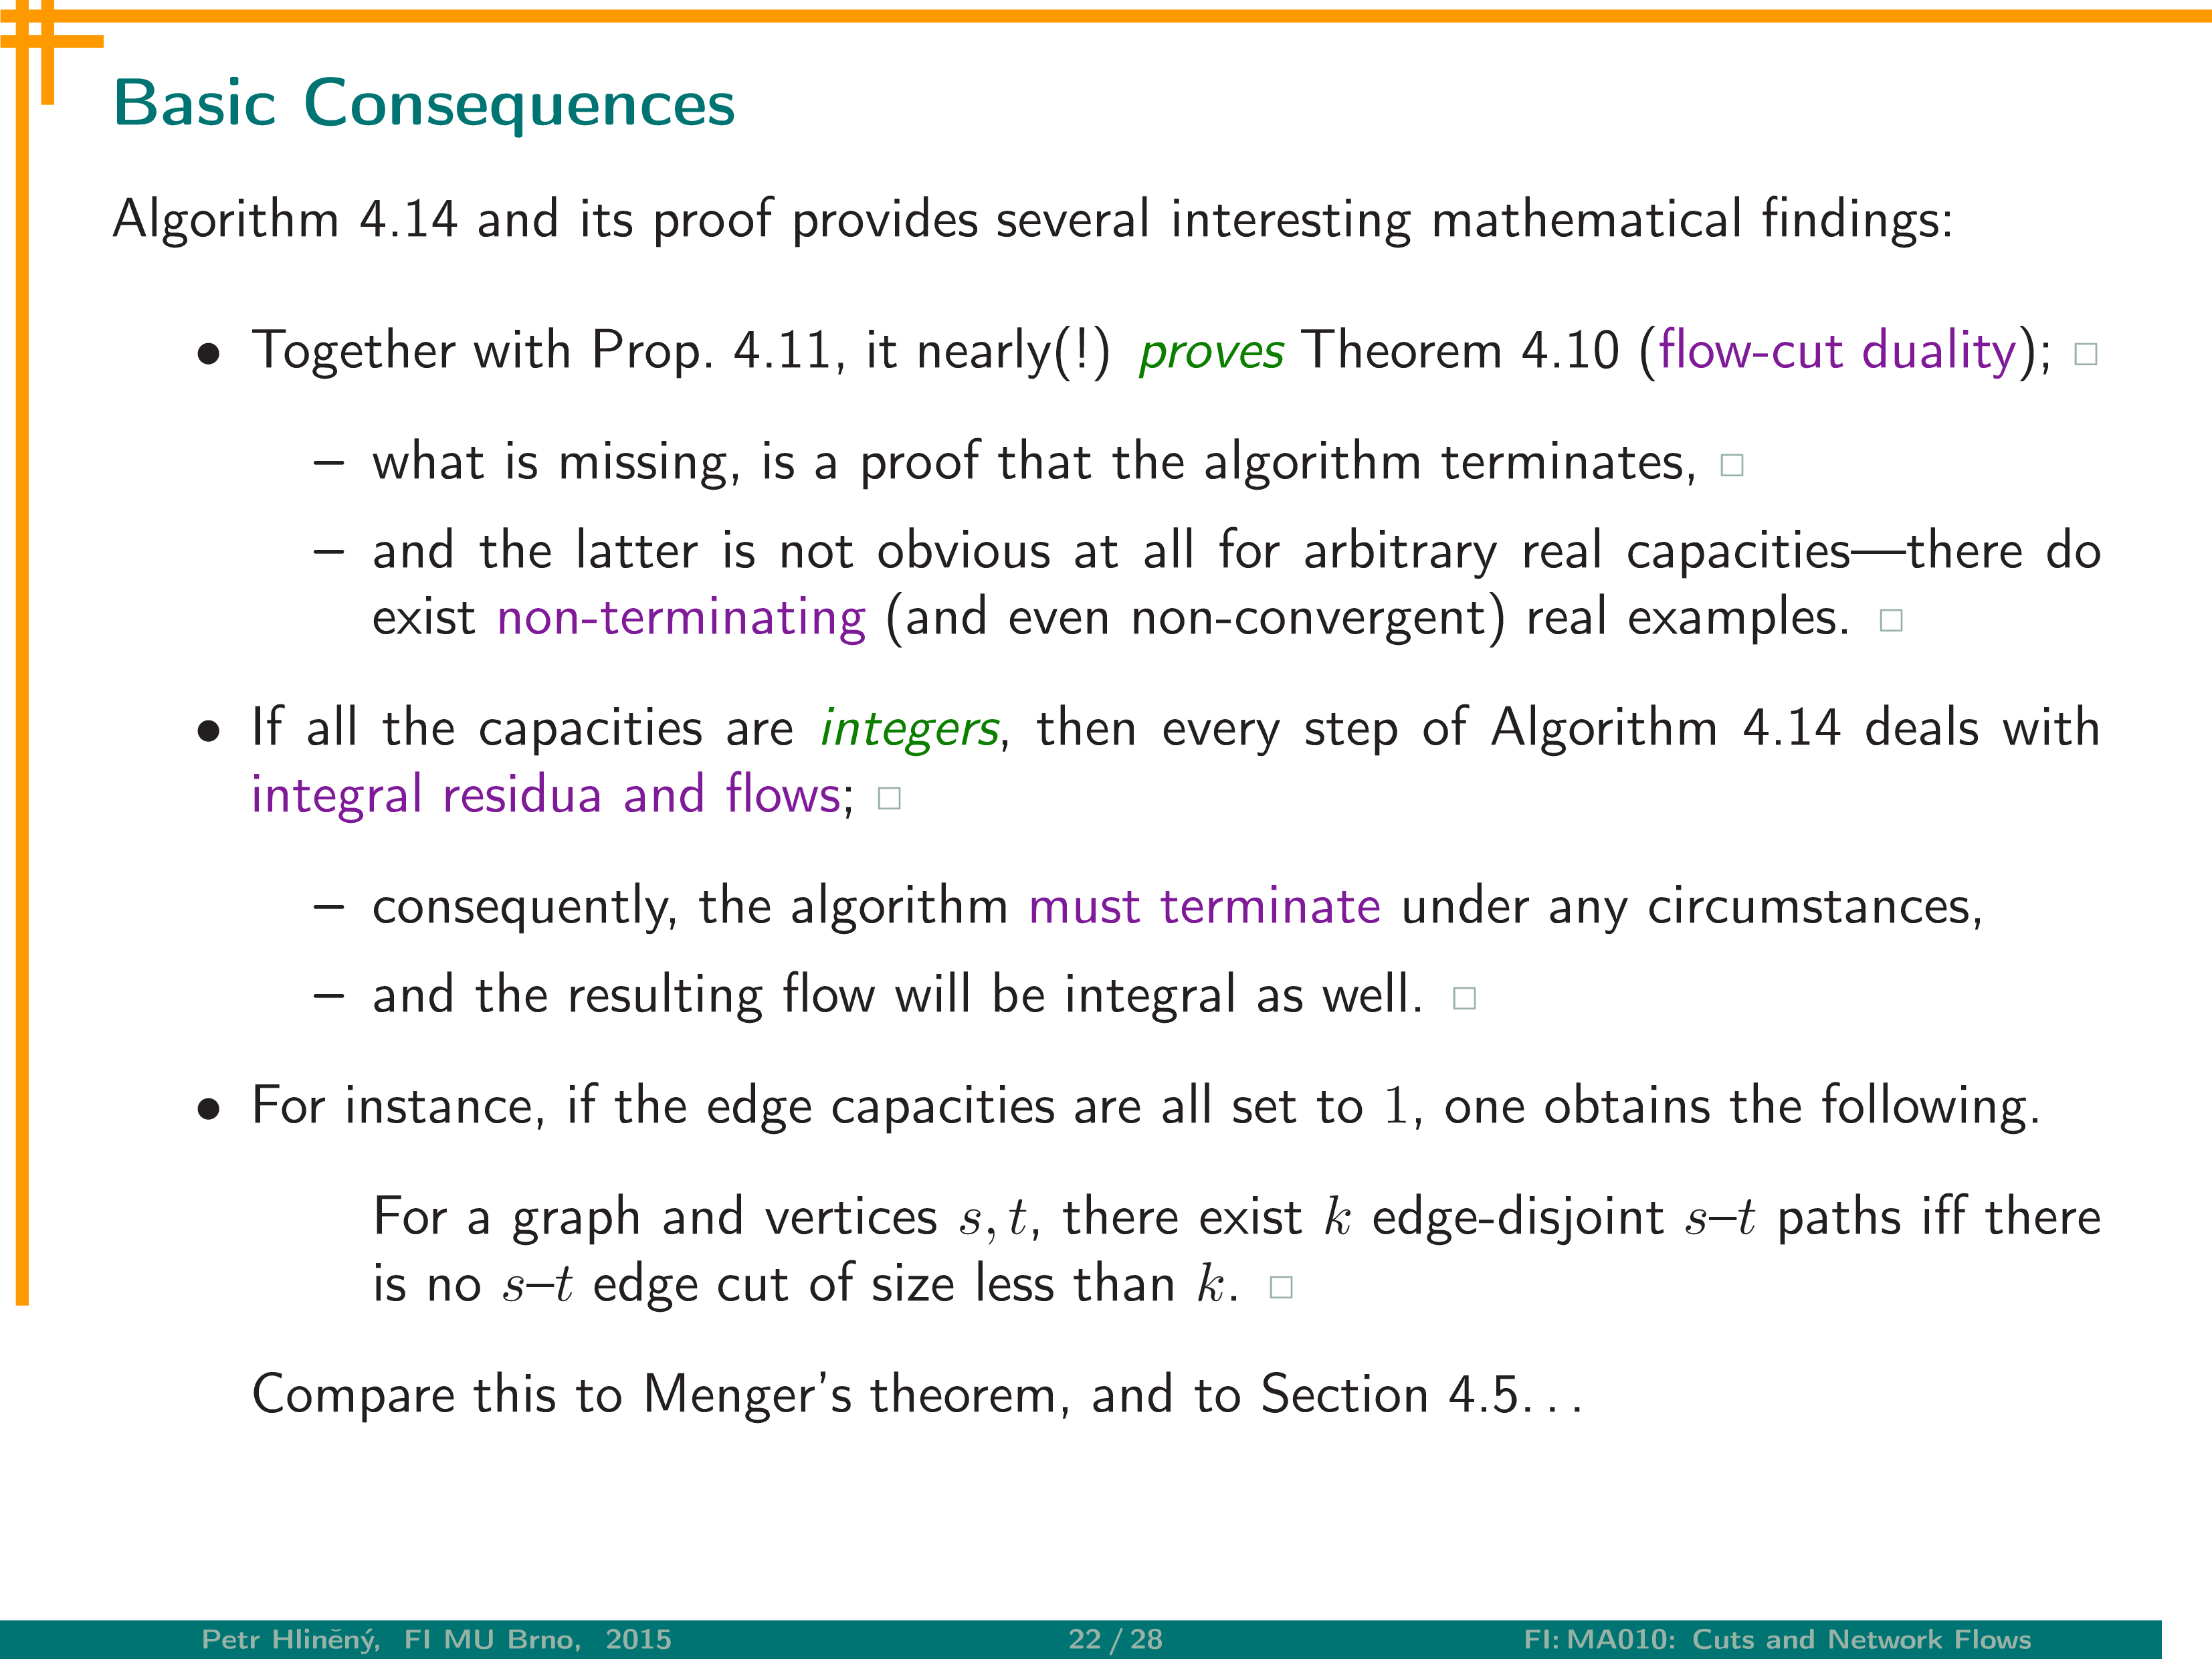 Basic Consequences
Algorithm 4.14 and its proof provides several interesting mathematical findings:
• Together with Prop. 4.11, it nearly(!) proves Theorem 4.10 (flow-cut duality); □
– what is missing, is a proof that the algorithm terminates, □
– and the latter is not obvious at all for arbitrary real capacities—there do
exist non-terminating (and even non-convergent) real examples. □
• If all the capacities are integers, then every step of Algorithm 4.14 deals with
integral residua and flows; □
– consequently, the algorithm must terminate under any circumstances,
– and the resulting flow will be integral as well. □
• For instance, if the edge capacities are all set to 1, one obtains the following.
For a graph and vertices s, t, there exist k edge-disjoint s–t paths iff there
is no s–t edge cut of size less than k. □
Compare this to Menger's theorem, and to Section 4.5...
Petr Hliněný, FI MU Brno, 2015 22 / 28 FI: MA010: Cuts and Network Flows